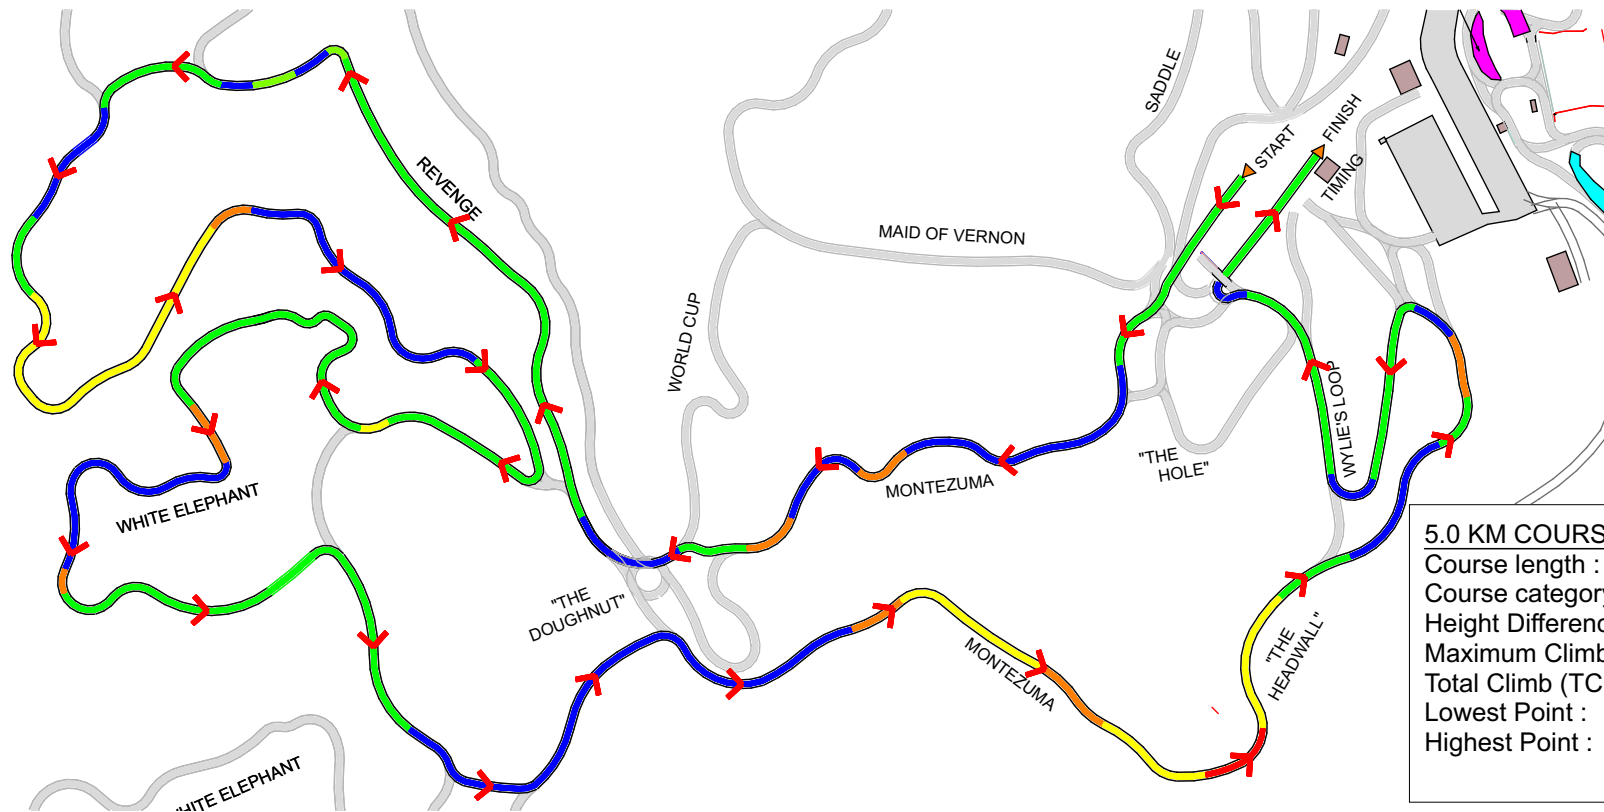 SADDLE
FINISH
START
TIMING
REVENGE
MAID OF VERNON
WORLD CUP
WYLIE'S LOOP
"THE
HOLE"
MONTEZUMA
WHITE ELEPHANT
"THE
DOUGHNUT"
MONTEZUMA
"THE
HEADWALL"
5.0 KM COURS
Course length :
Course category
Height Differenc
Maximum Climb
Total Climb (TC
Lowest Point :
Highest Point :
HITE ELEPHANT